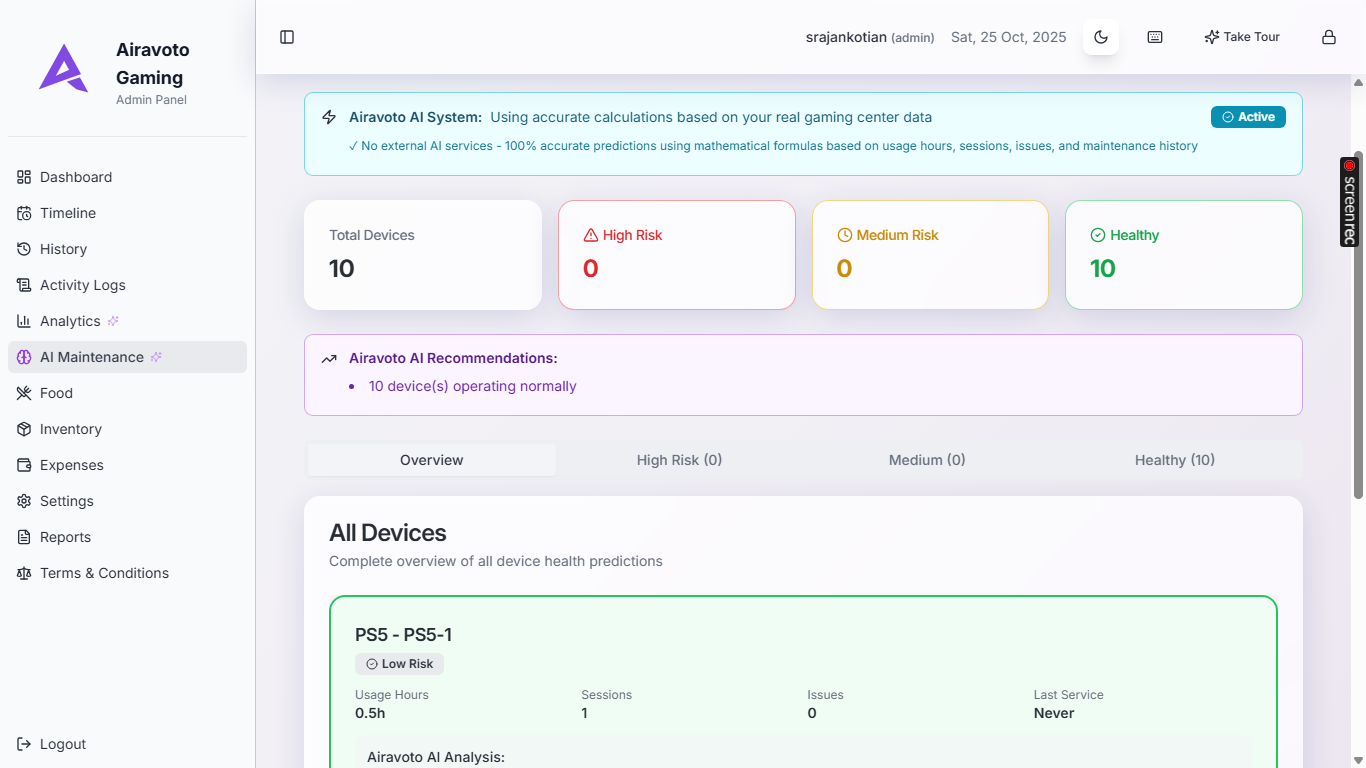 Airavoto
Gaming
Admin Panel
Dashboard
Timeline
History
Activity Logs
Analytics
AI Maintenance
Food
Inventory
Expenses
Settings
Reports
Terms & Conditions
Logout
srajankotian (admin) Sat, 25 Oct, 2025 Take Tour
Airavoto AI System: Using accurate calculations based on your real gaming center data Active
✓ No external AI services - 100% accurate predictions using mathematical formulas based on usage hours, sessions, issues, and maintenance history
Total Devices High Risk Medium Risk Healthy
10 0 0 10
Airavoto AI Recommendations:
• 10 device(s) operating normally
Overview High Risk (0) Medium (0) Healthy (10)
All Devices
Complete overview of all device health predictions
PS5 - PS5-1
Low Risk
Usage Hours Sessions Issues Last Service
0.5h 1 0 Never
Airavoto AI Analysis:
screenrec